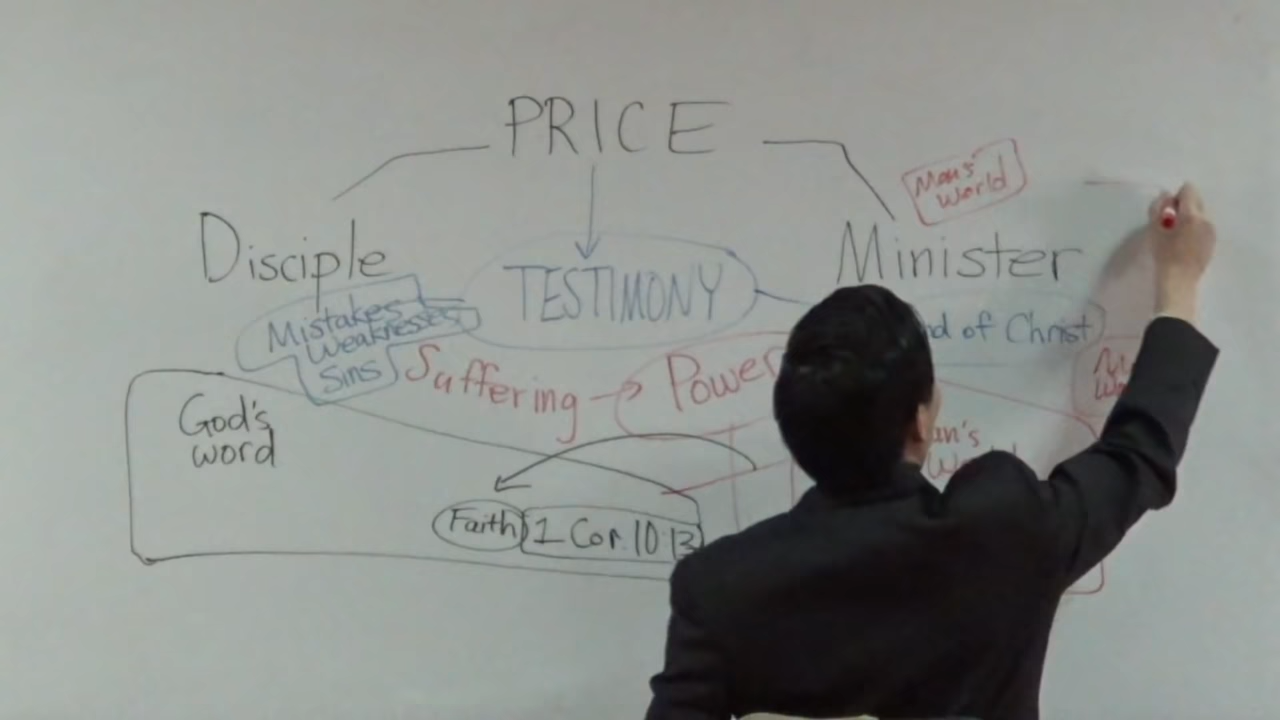 PRICE
Man's
World
Disciple
TESTIMONY
Minister
Mistakes
Weaknesses
Sins
of Christ
Suffering
Power
God's
word
Faith 1 Cor. 10:13